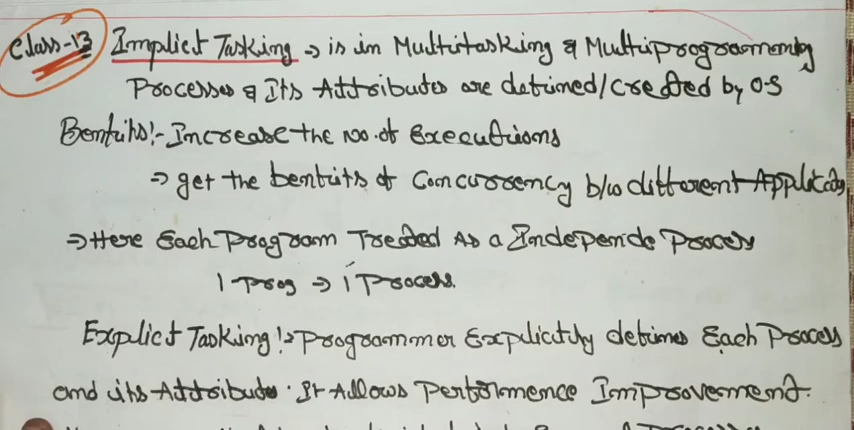 Class-13 Implict Tasking → is in Multitasking & Multiprogramming
Processes & Its Attributes are defined/created by O.S
Benfits:- Increase the No. of Executions
⇒ get the benfits of Concurrency b/w different
⇒ Here Each Program Treated As a Independe Process
1 prog → 1 Process.
Explict Tasking :→ Programmer Explicitly defines Each Process
and its Attribute. It Allows Performence Improvement.